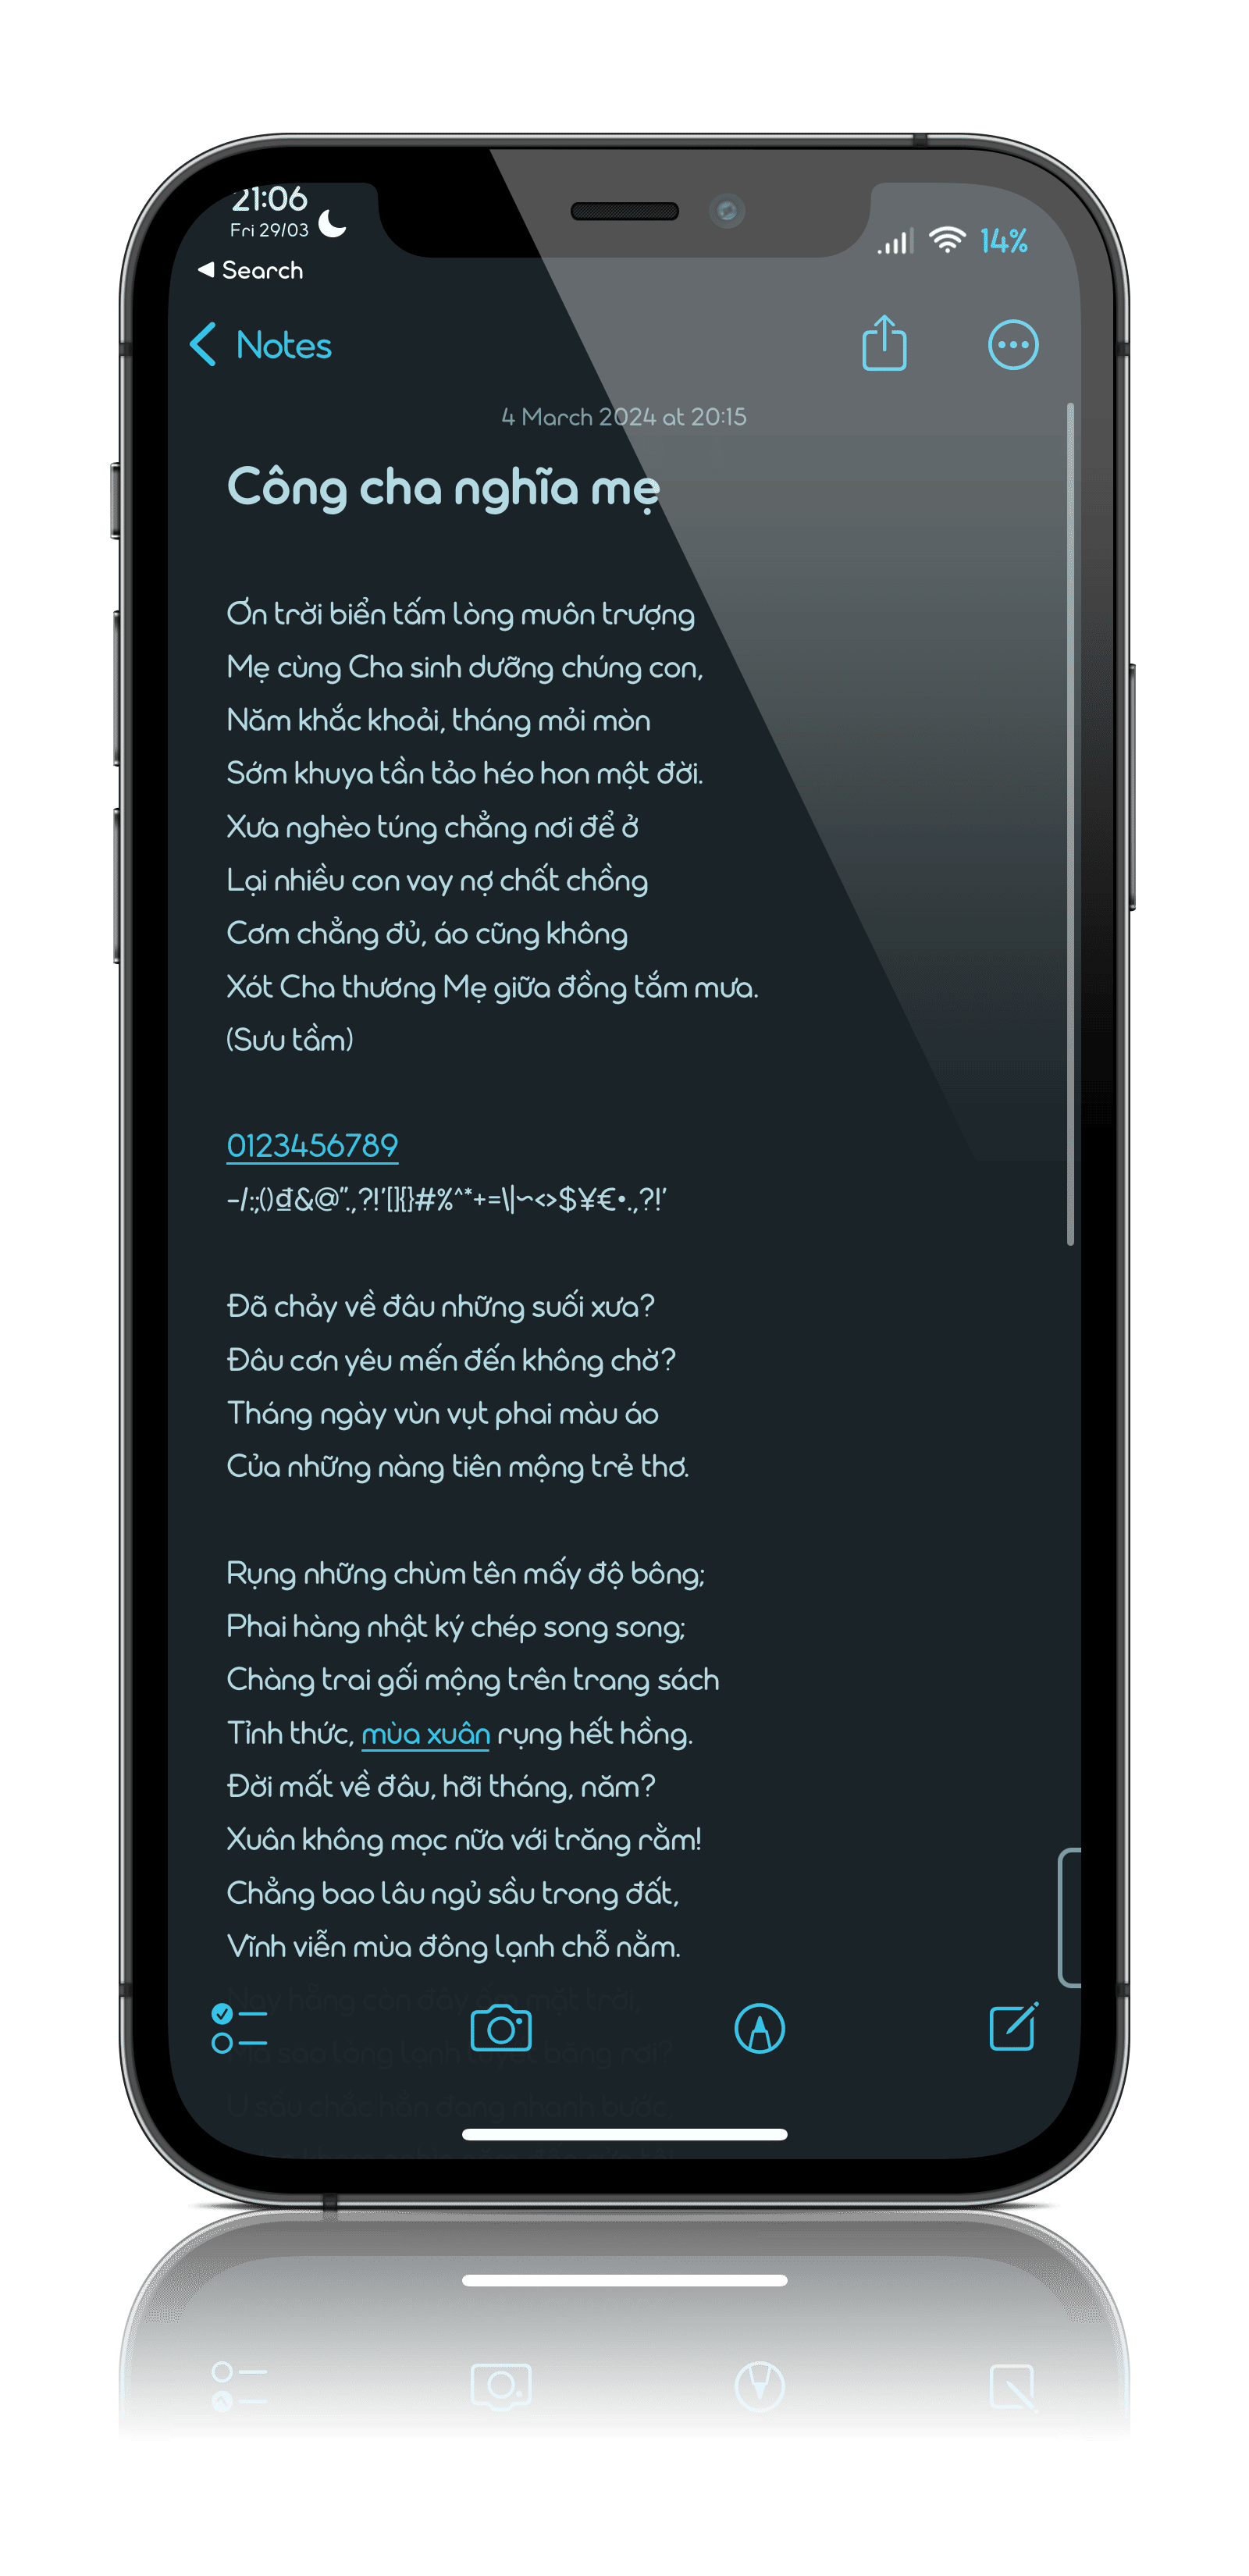 21:06
Fri 29/03
14%
◀ Search
Notes
4 March 2024 at 20:15
Công cha nghĩa mẹ
Ơn trời biển tấm lòng muôn trượng
Mẹ cùng Cha sinh dưỡng chúng con,
Năm khắc khoải, tháng mỏi mòn
Sớm khuya tần tảo héo hon một đời.
Xưa nghèo túng chẳng nơi để ở
Lại nhiều con vay nợ chất chồng
Cơm chẳng đủ, áo cũng không
Xót Cha thương Mẹ giữa đồng tắm mưa.
(Sưu tầm)
0123456789
-/:;()₫&@".,?!'[]{}#%^*+=\|~<>$¥€•.,?!'
Đã chảy về đâu những suối xưa?
Đâu cơn yêu mến đến không chờ?
Tháng ngày vùn vụt phai màu áo
Của những nàng tiên mộng trẻ thơ.
Rụng những chùm tên mấy độ bông;
Phai hàng nhật ký chép song song;
Chàng trai gối mộng trên trang sách
Tỉnh thức, mùa xuân rụng hết hồng.
Đời mất về đâu, hỡi tháng, năm?
Xuân không mọc nữa với trăng rằm!
Chẳng bao lâu ngủ sầu trong đất,
Vĩnh viễn mùa đông lạnh chỗ nằm.